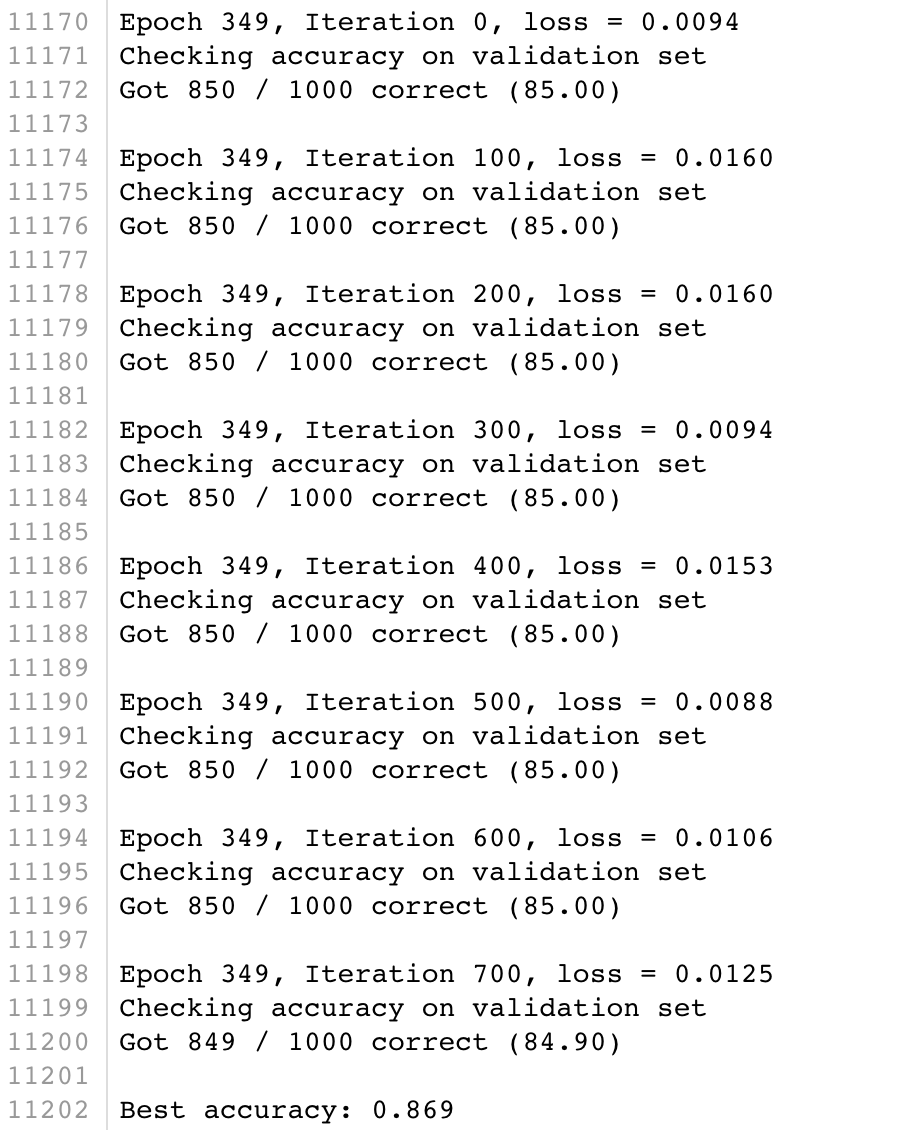 11170 Epoch 349, Iteration 0, loss = 0.0094
11171 Checking accuracy on validation set
11172 Got 850 / 1000 correct (85.00)
11173
11174 Epoch 349, Iteration 100, loss = 0.0160
11175 Checking accuracy on validation set
11176 Got 850 / 1000 correct (85.00)
11177
11178 Epoch 349, Iteration 200, loss = 0.0160
11179 Checking accuracy on validation set
11180 Got 850 / 1000 correct (85.00)
11181
11182 Epoch 349, Iteration 300, loss = 0.0094
11183 Checking accuracy on validation set
11184 Got 850 / 1000 correct (85.00)
11185
11186 Epoch 349, Iteration 400, loss = 0.0153
11187 Checking accuracy on validation set
11188 Got 850 / 1000 correct (85.00)
11189
11190 Epoch 349, Iteration 500, loss = 0.0088
11191 Checking accuracy on validation set
11192 Got 850 / 1000 correct (85.00)
11193
11194 Epoch 349, Iteration 600, loss = 0.0106
11195 Checking accuracy on validation set
11196 Got 850 / 1000 correct (85.00)
11197
11198 Epoch 349, Iteration 700, loss = 0.0125
11199 Checking accuracy on validation set
11200 Got 849 / 1000 correct (84.90)
11201
11202 Best accuracy: 0.869